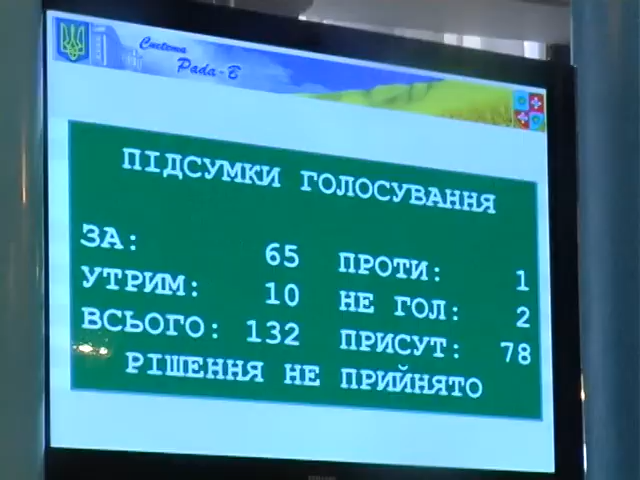 Система
Рада-В
ПІДСУМКИ ГОЛОСУВАННЯ
ЗА: 65 ПРОТИ: 1
УТРИМ: 10 НЕ ГОЛ: 2
ВСЬОГО: 132 ПРИСУТ: 78
РІШЕННЯ НЕ ПРИЙНЯТО